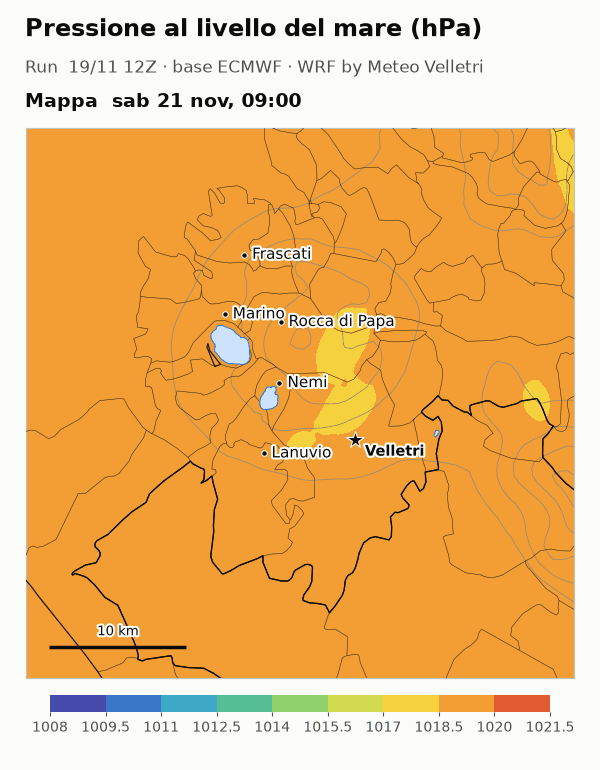 Pressione al livello del mare (hPa)
Run  19/11 12Z · base ECMWF · WRF by Meteo Velletri
Mappa  sab 21 nov, 09:00
Frascati
Marino
Rocca di Papa
Nemi
Velletri
Lanuvio
10 km
1008 1009.5 1011 1012.5 1014 1015.5 1017 1018.5 1020 1021.5